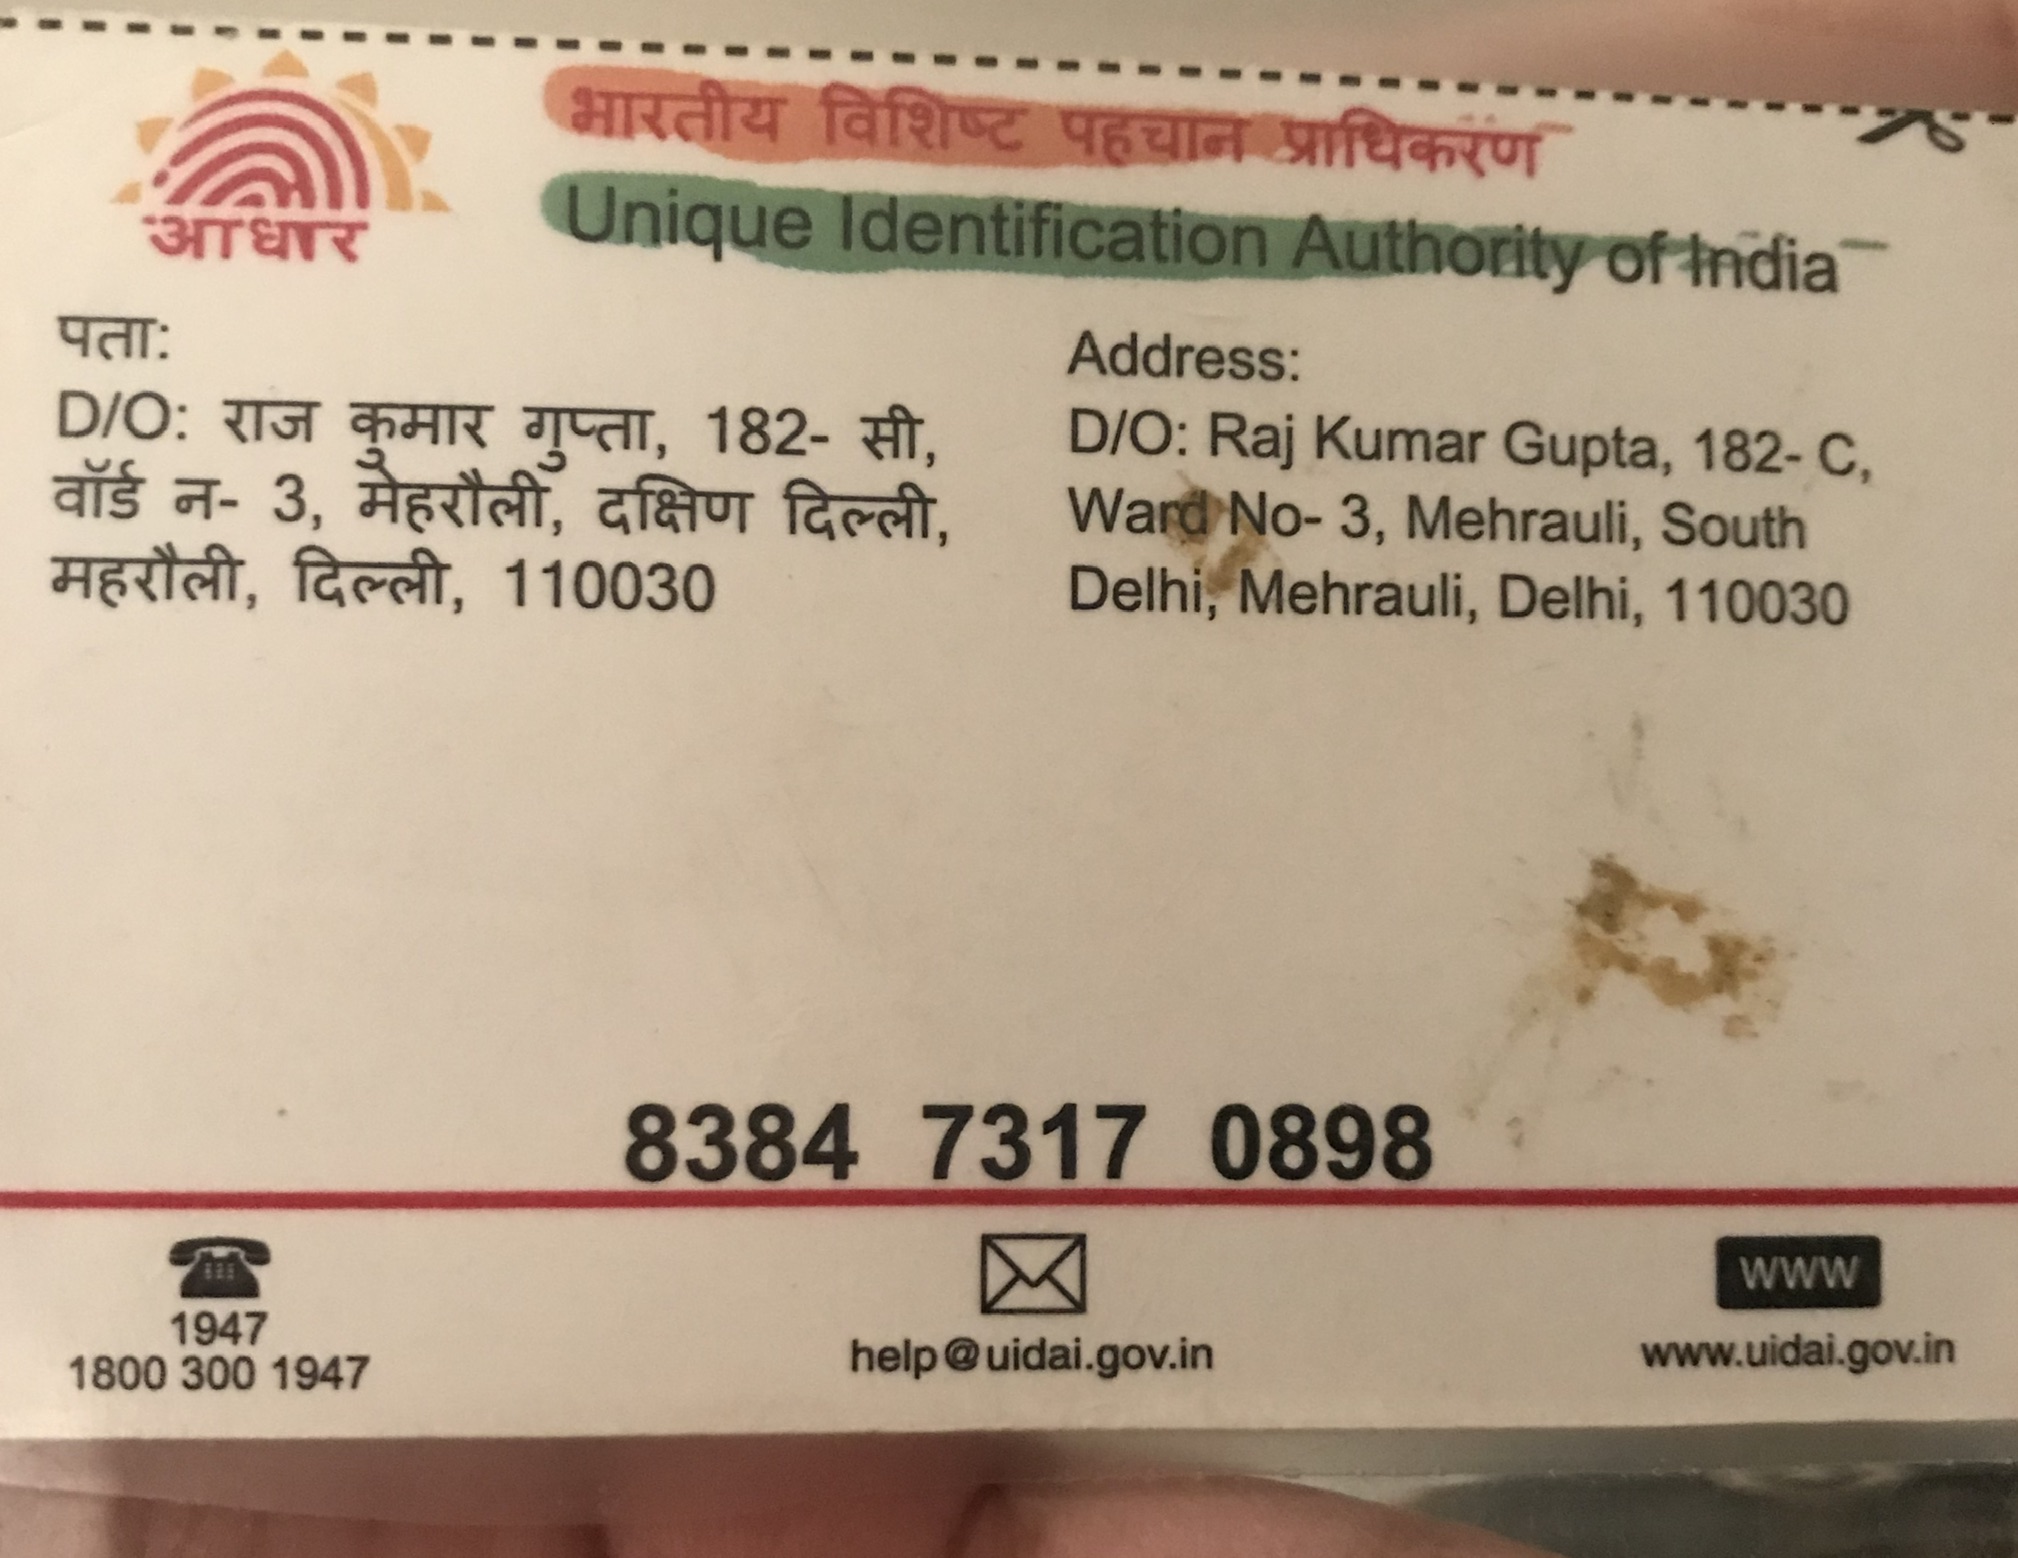 आधार
भारतीय विशिष्ट पहचान प्राधिकरण
Unique Identification Authority of India
पता:
D/O: राज कुमार गुप्ता, 182- सी,
वॉर्ड न- 3, मेहरौली, दक्षिण दिल्ली,
महरौली, दिल्ली, 110030
Address:
D/O: Raj Kumar Gupta, 182- C,
Ward No- 3, Mehrauli, South
Delhi, Mehrauli, Delhi, 110030
8384 7317 0898
1947
1800 300 1947
help@uidai.gov.in
www
www.uidai.gov.in